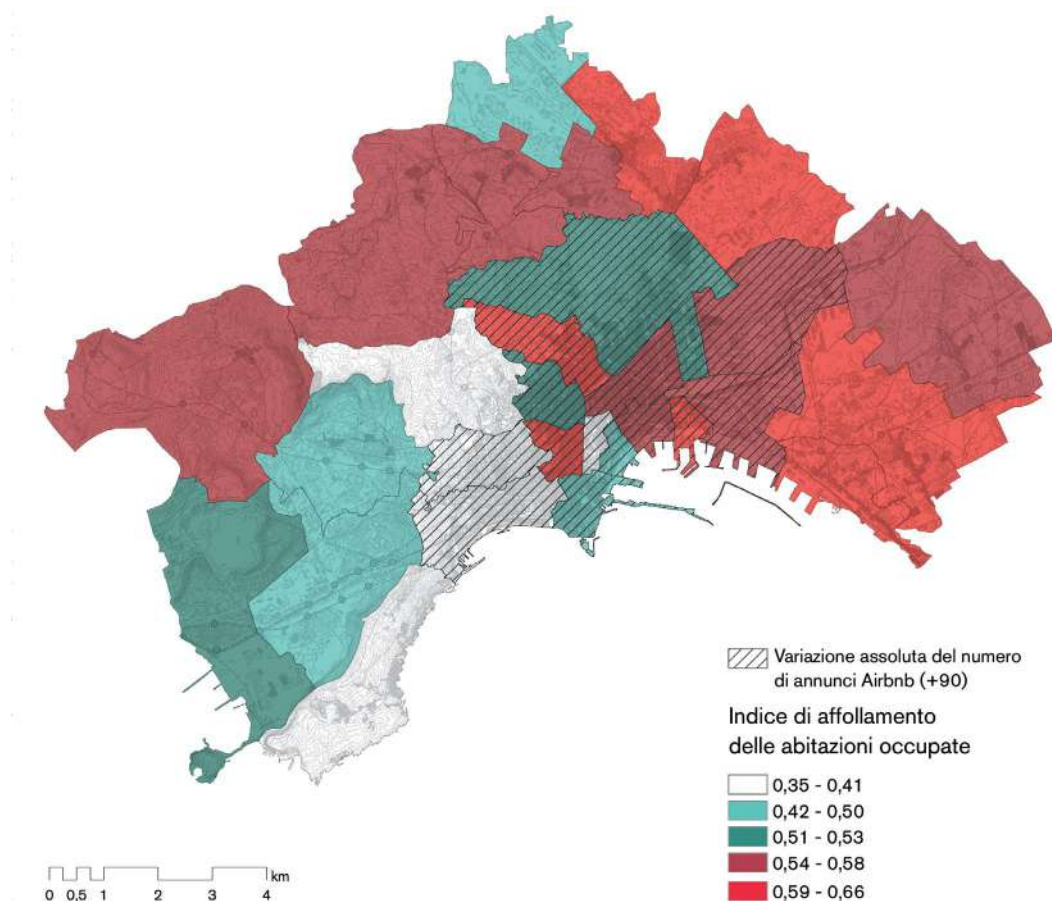 Variazione assoluta del numero
di annunci Airbnb (+90)
Indice di affollamento
delle abitazioni occupate
0,35 - 0,41
0,42 - 0,50
0,51 - 0,53
0,54 - 0,58
0,59 - 0,66
km
0 0,5 1 2 3 4